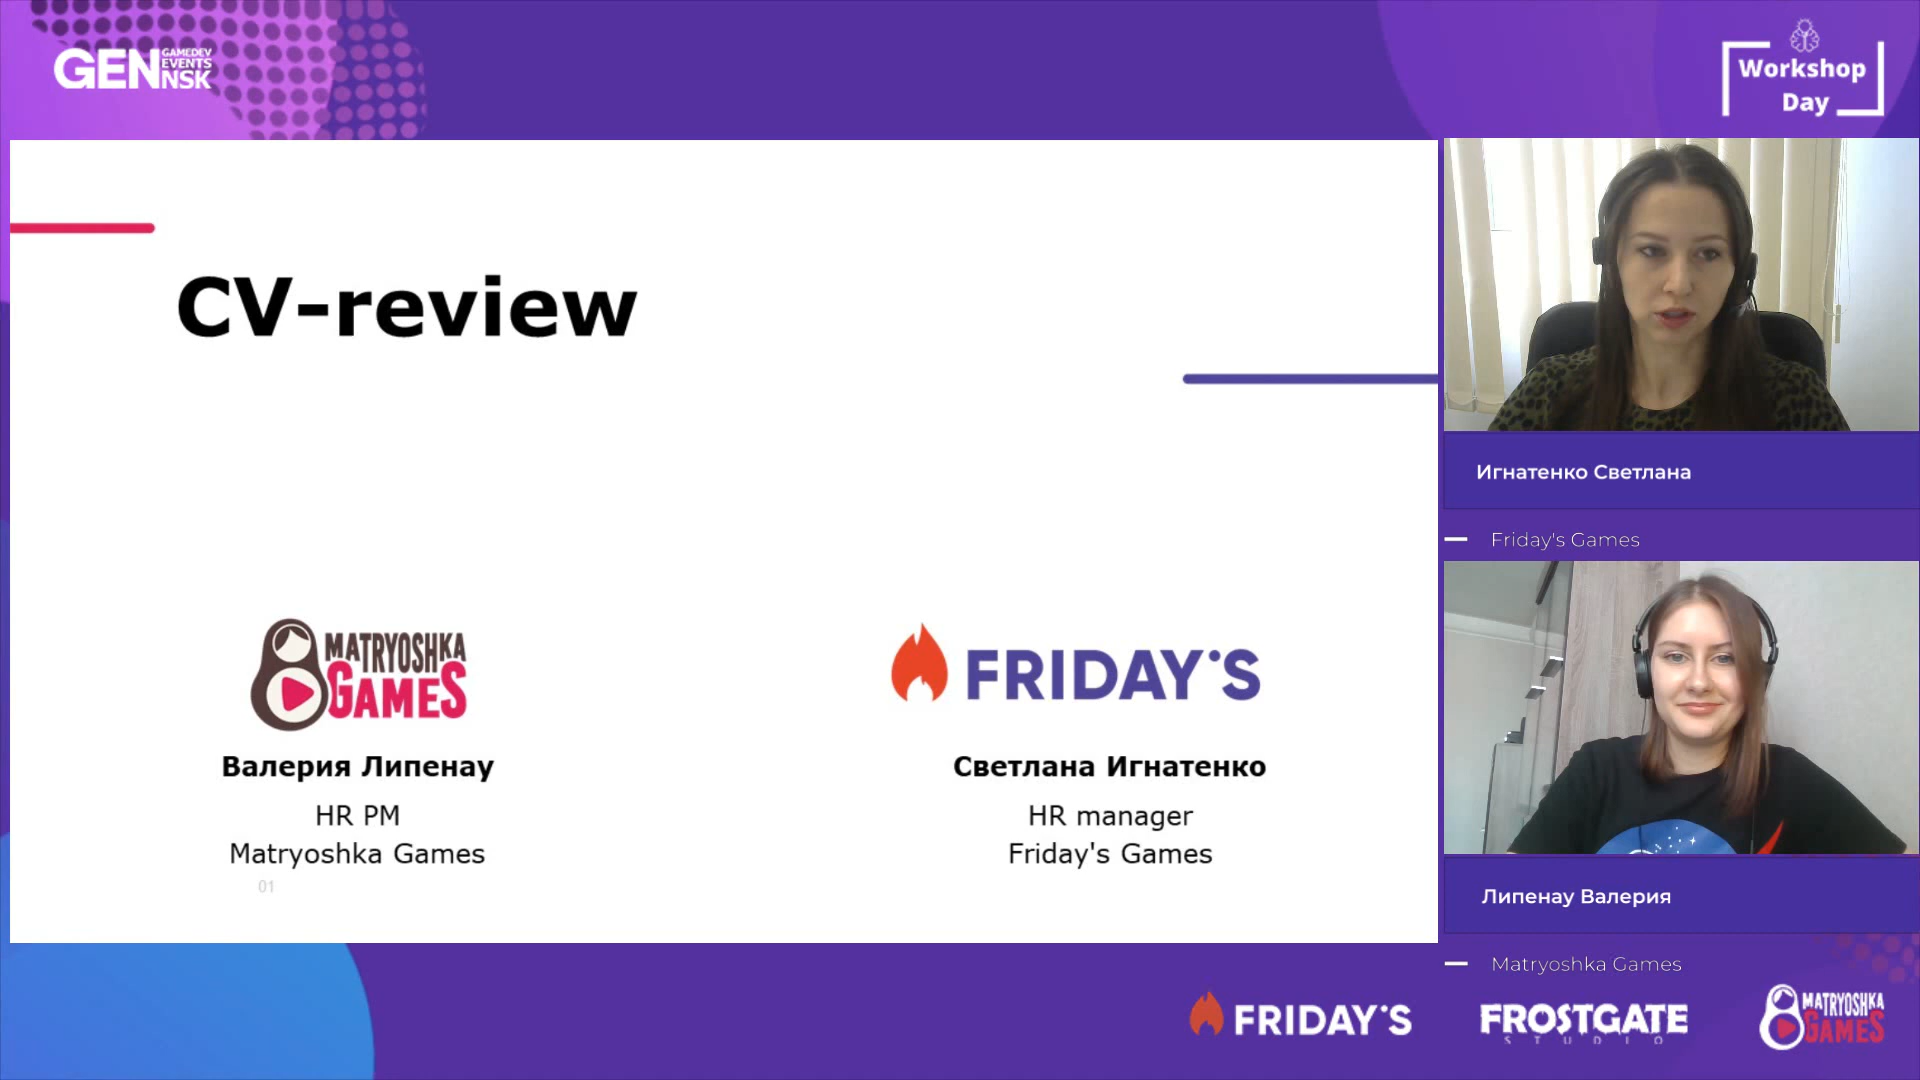 GEN GAMEDEV
EVENTS
NSK
Workshop
Day
CV-review
MATRYOSHKA
GAMES
Валерия Липенау
HR PM
Matryoshka Games
01
FRIDAY'S
Светлана Игнатенко
HR manager
Friday's Games
Игнатенко Светлана
Friday's Games
Липенау Валерия
Matryoshka Games
FRIDAY'S
FROSTGATE
STUDIO
MATRYOSHKA
GAMES